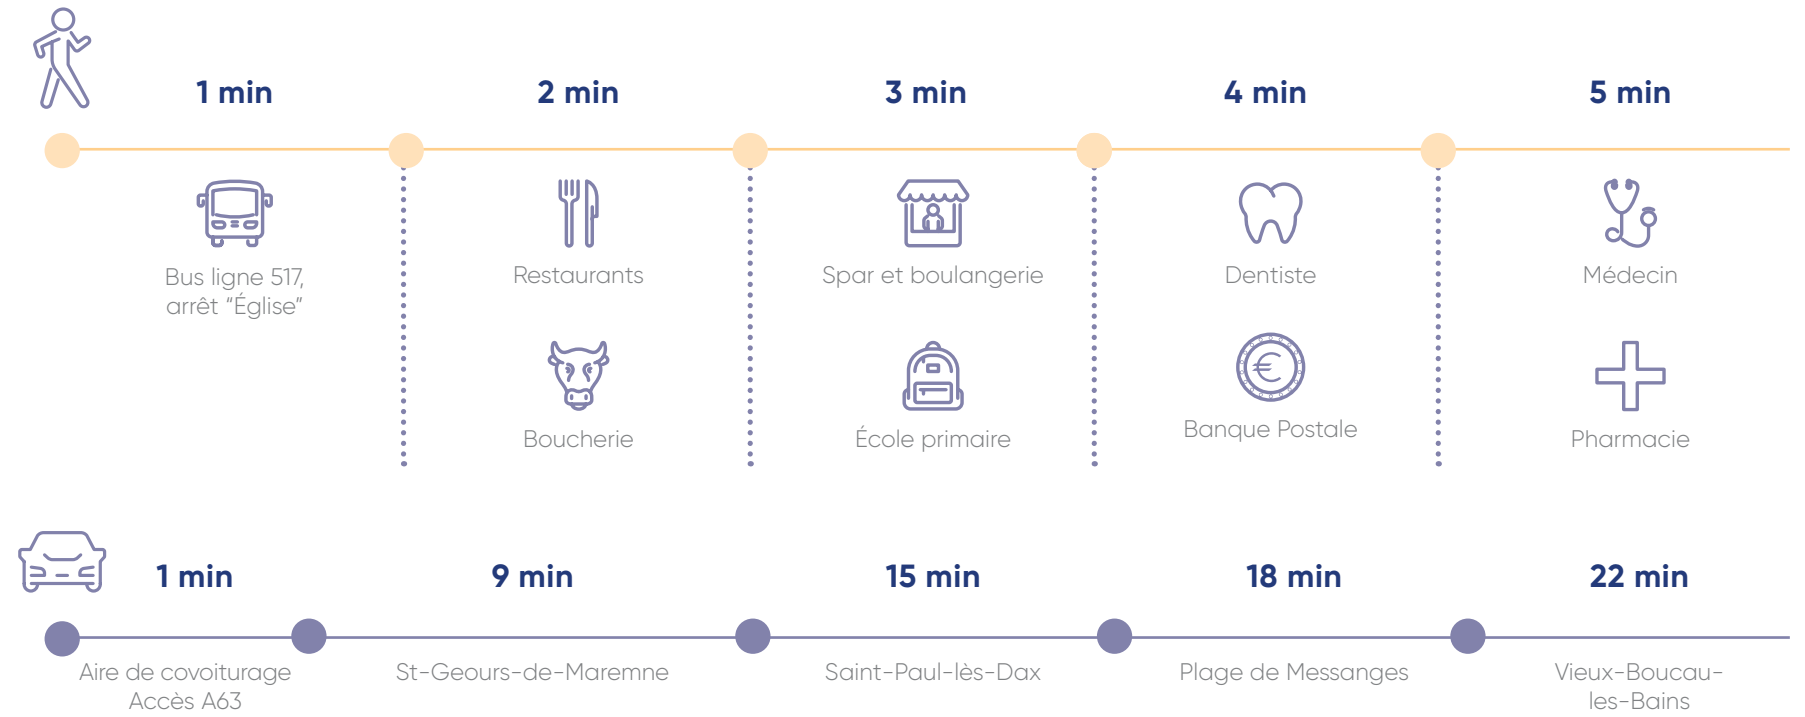 1 min
2 min
3 min
4 min
5 min
Bus ligne 517,
arrêt “Église”
Restaurants
Spar et boulangerie
Dentiste
Médecin
Boucherie
École primaire
Banque Postale
Pharmacie
1 min
9 min
15 min
18 min
22 min
Aire de covoiturage
Accès A63
St-Geours-de-Maremne
Saint-Paul-lès-Dax
Plage de Messanges
Vieux-Boucau-
les-Bains